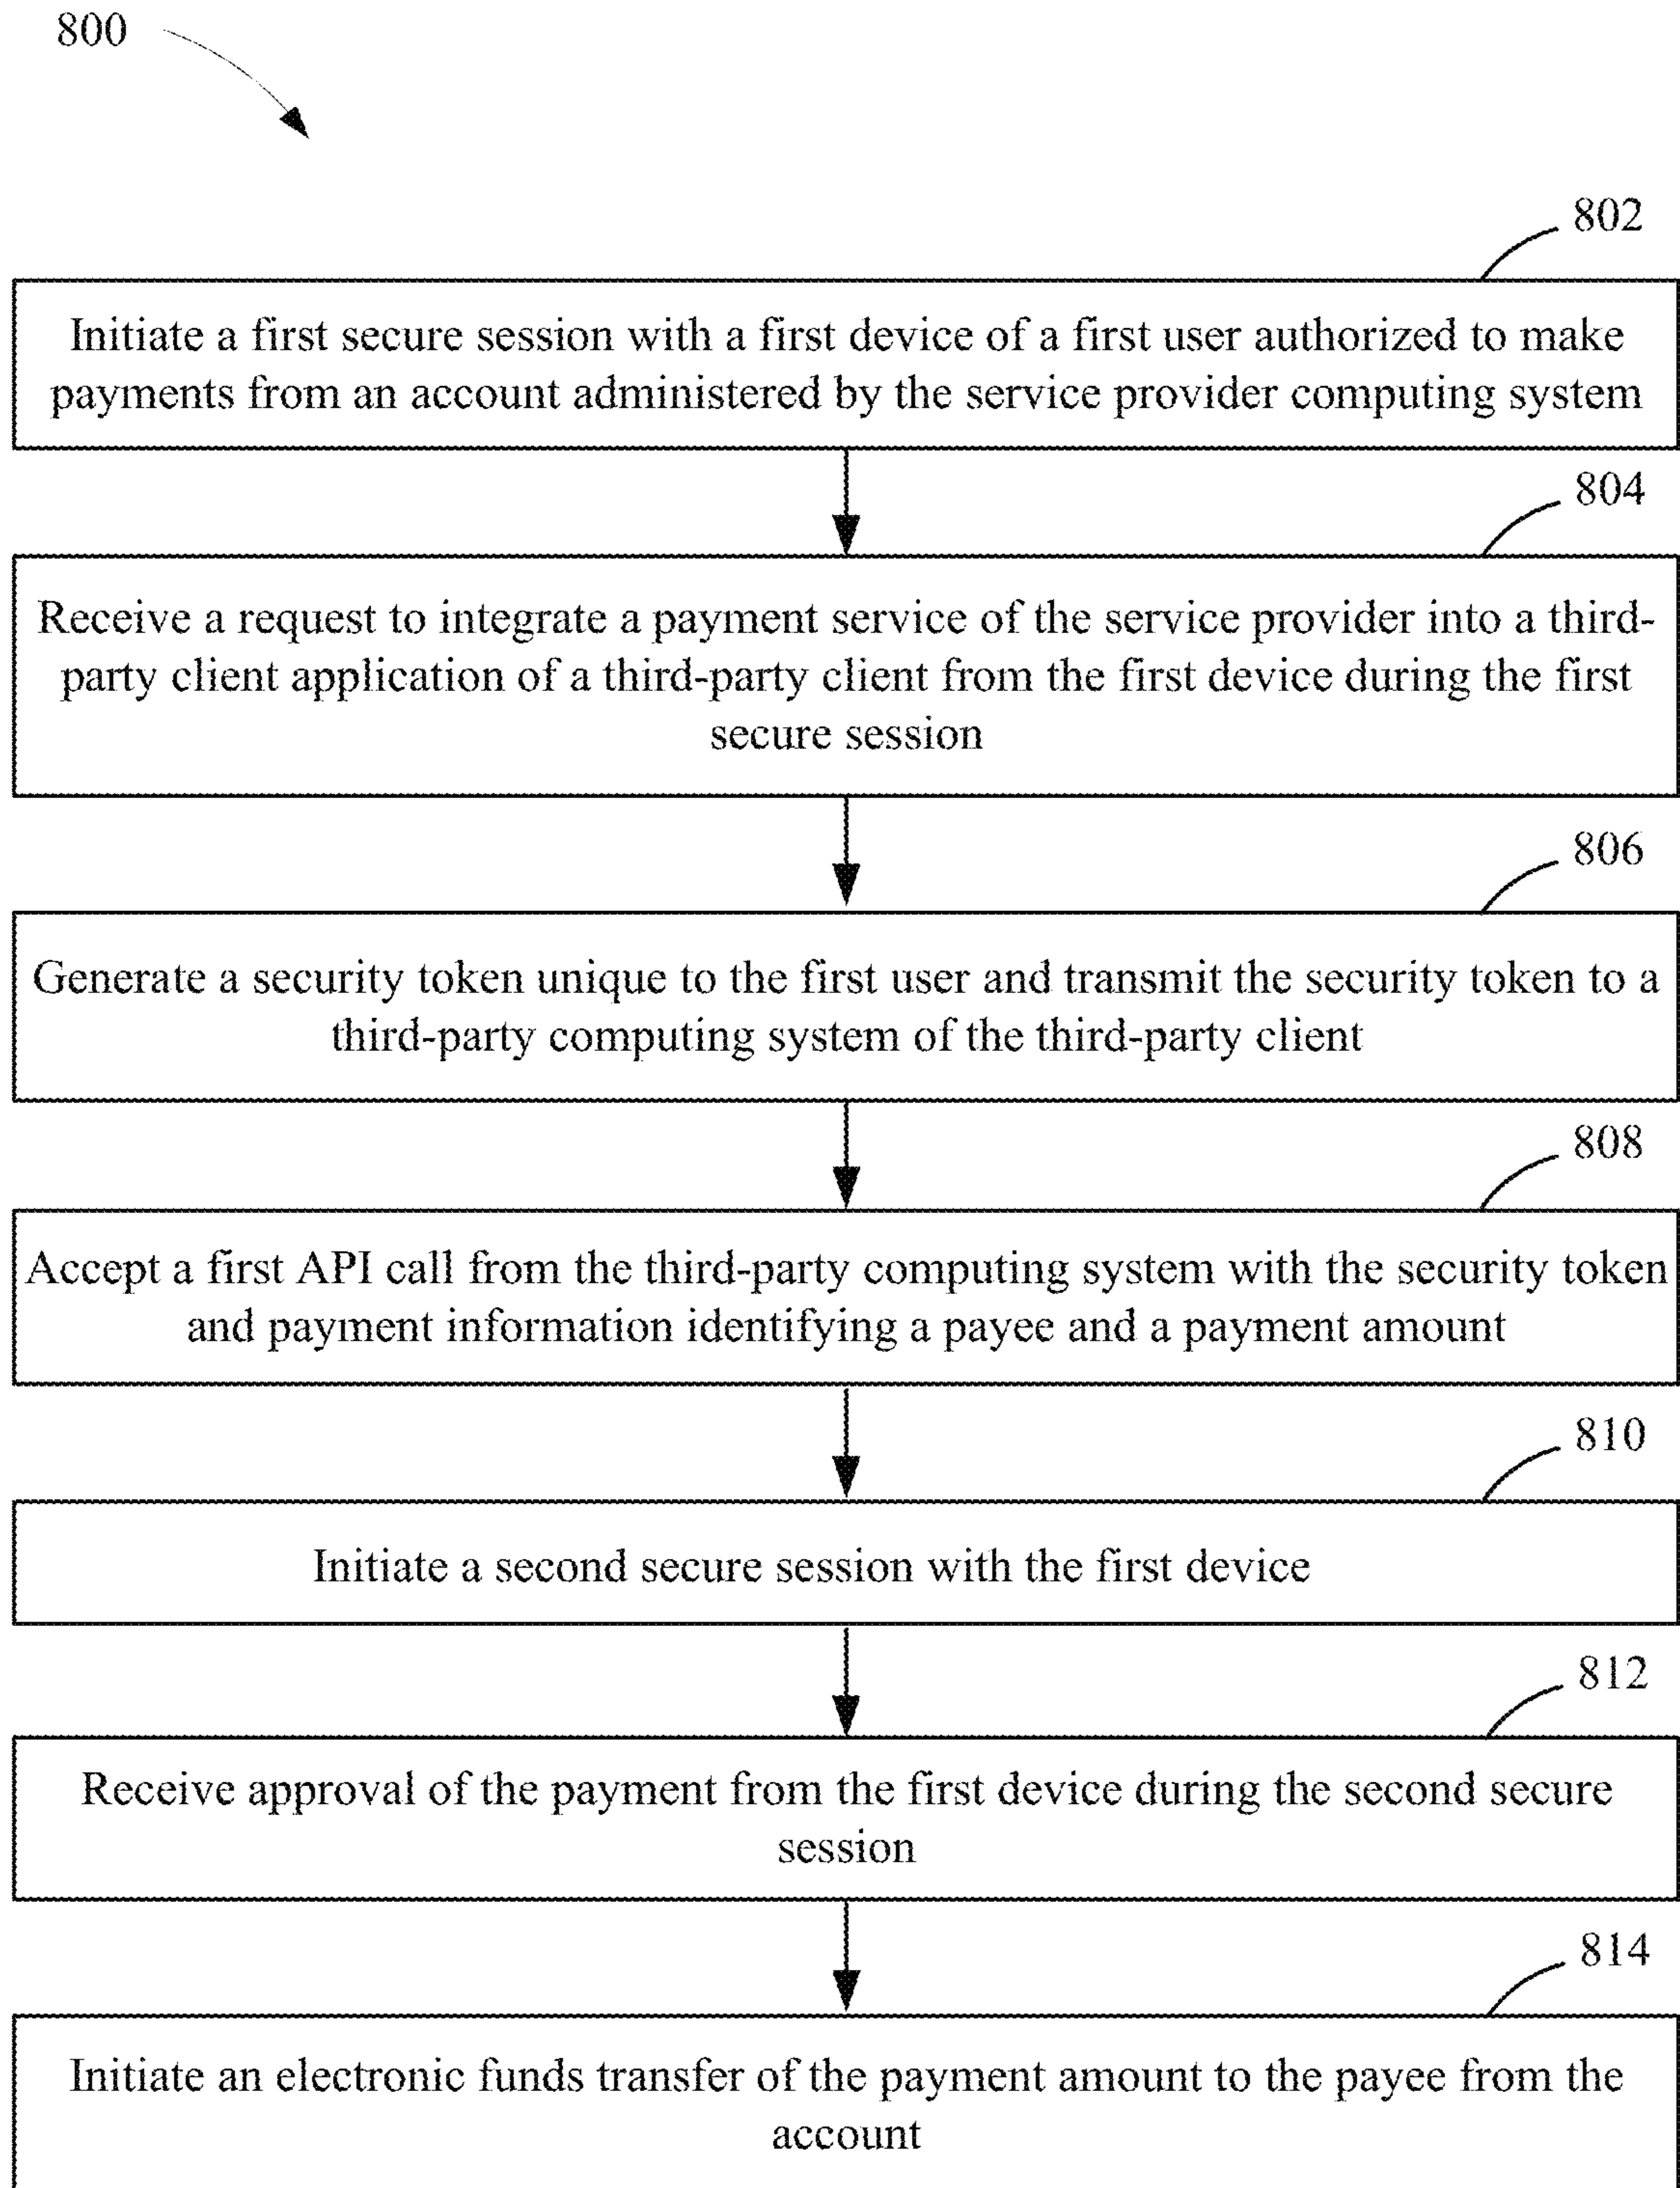 800
802
Initiate a first secure session with a first device of a first user authorized to make
payments from an account administered by the service provider computing system
804
Receive a request to integrate a payment service of the service provider into a third-
party client application of a third-party client from the first device during the first
secure session
806
Generate a security token unique to the first user and transmit the security token to a
third-party computing system of the third-party client
808
Accept a first API call from the third-party computing system with the security token
and payment information identifying a payee and a payment amount
810
Initiate a second secure session with the first device
812
Receive approval of the payment from the first device during the second secure
session
814
Initiate an electronic funds transfer of the payment amount to the payee from the
account